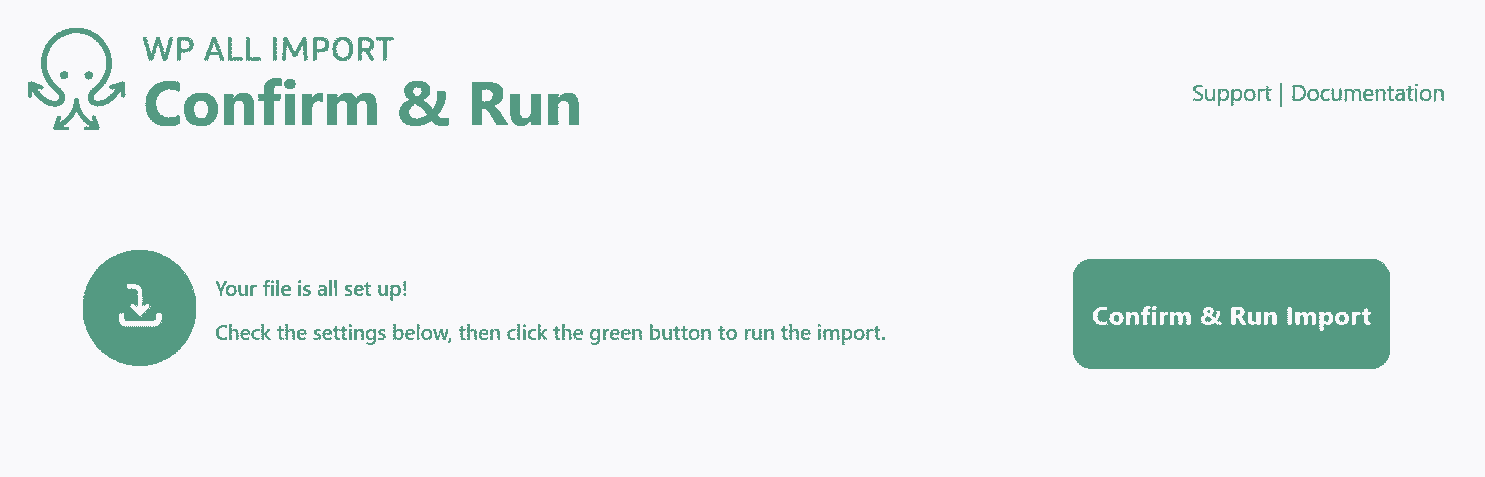 WP ALL IMPORT
Confirm & Run
Support | Documentation
Your file is all set up!
Check the settings below, then click the green button to run the import.
Confirm & Run Import